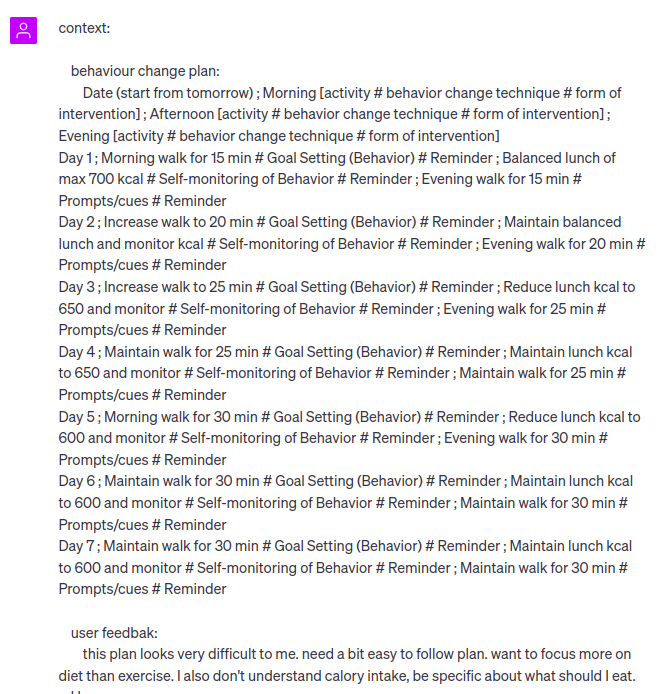 context:
behaviour change plan:
Date (start from tomorrow) ; Morning [activity # behavior change technique # form of
intervention] ; Afternoon [activity # behavior change technique # form of intervention] ;
Evening [activity # behavior change technique # form of intervention]
Day 1 ; Morning walk for 15 min # Goal Setting (Behavior) # Reminder ; Balanced lunch of
max 700 kcal # Self-monitoring of Behavior # Reminder ; Evening walk for 15 min #
Prompts/cues # Reminder
Day 2 ; Increase walk to 20 min # Goal Setting (Behavior) # Reminder ; Maintain balanced
lunch and monitor kcal # Self-monitoring of Behavior # Reminder ; Evening walk for 20 min #
Prompts/cues # Reminder
Day 3 ; Increase walk to 25 min # Goal Setting (Behavior) # Reminder ; Reduce lunch kcal to
650 and monitor # Self-monitoring of Behavior # Reminder ; Evening walk for 25 min #
Prompts/cues # Reminder
Day 4 ; Maintain walk for 25 min # Goal Setting (Behavior) # Reminder ; Maintain lunch kcal
to 650 and monitor # Self-monitoring of Behavior # Reminder ; Maintain walk for 25 min #
Prompts/cues # Reminder
Day 5 ; Morning walk for 30 min # Goal Setting (Behavior) # Reminder ; Reduce lunch kcal to
600 and monitor # Self-monitoring of Behavior # Reminder ; Evening walk for 30 min #
Prompts/cues # Reminder
Day 6 ; Maintain walk for 30 min # Goal Setting (Behavior) # Reminder ; Maintain lunch kcal
to 600 and monitor # Self-monitoring of Behavior # Reminder ; Maintain walk for 30 min #
Prompts/cues # Reminder
Day 7 ; Maintain walk for 30 min # Goal Setting (Behavior) # Reminder ; Maintain lunch kcal
to 600 and monitor # Self-monitoring of Behavior # Reminder ; Maintain walk for 30 min #
Prompts/cues # Reminder
user feedbak:
this plan looks very difficult to me. need a bit easy to follow plan. want to focus more on
diet than exercise. I also don't understand calory intake, be specific about what should I eat.